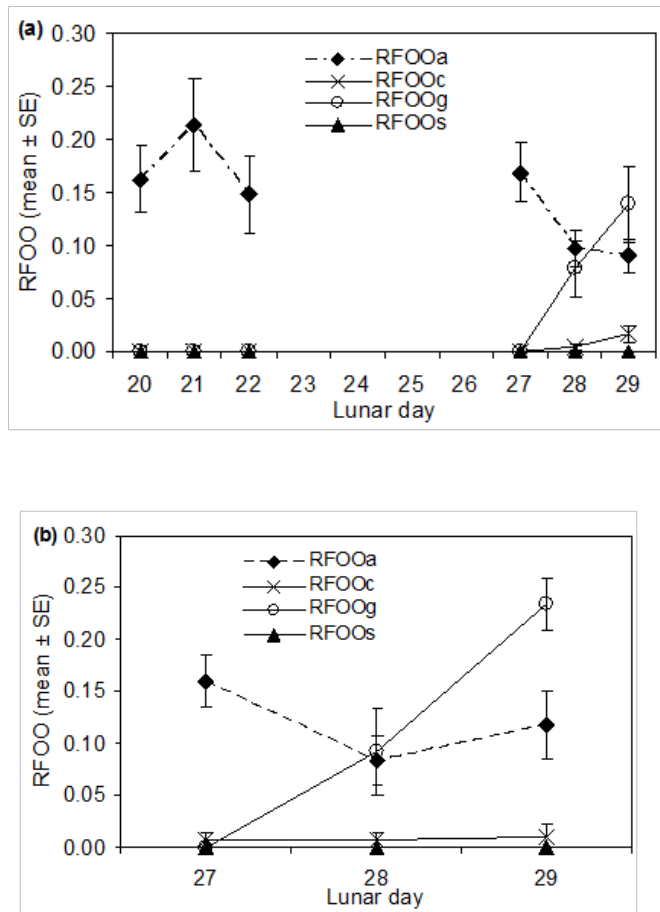 (a)
0.30
0.25
0.20
0.15
0.10
0.05
0.00
RFOO (mean ± SE)
RFOOa
RFOOc
RFOOg
RFOOs
20 21 22 23 24 25 26 27 28 29
Lunar day
(b)
0.30
0.25
0.20
0.15
0.10
0.05
0.00
RFOO (mean ± SE)
RFOOa
RFOOc
RFOOg
RFOOs
27 28 29
Lunar day